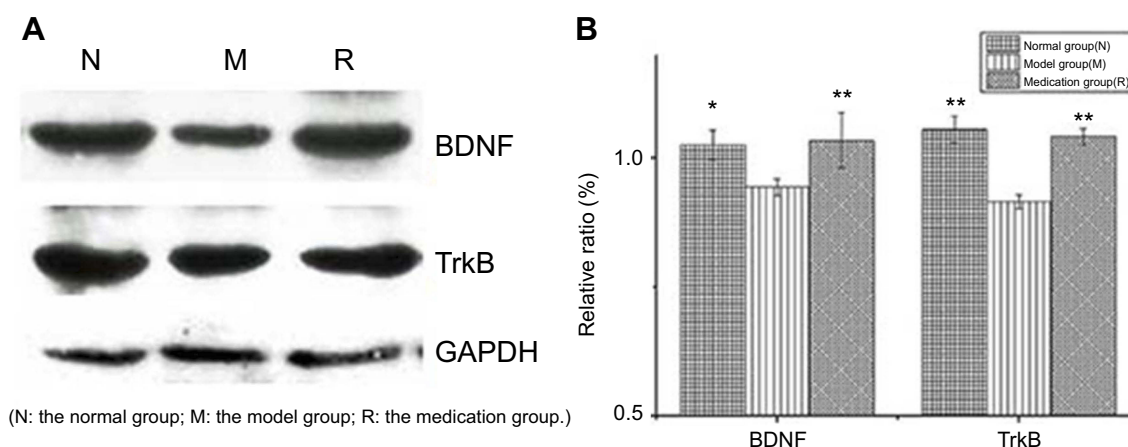 A
N M R
BDNF
TrkB
GAPDH
(N: the normal group; M: the model group; R: the medication group.)
B
Normal group(N)
Model group(M)
Medication group(R)
* ** ** **
Relative ratio (%)
1.0
0.5
BDNF TrkB